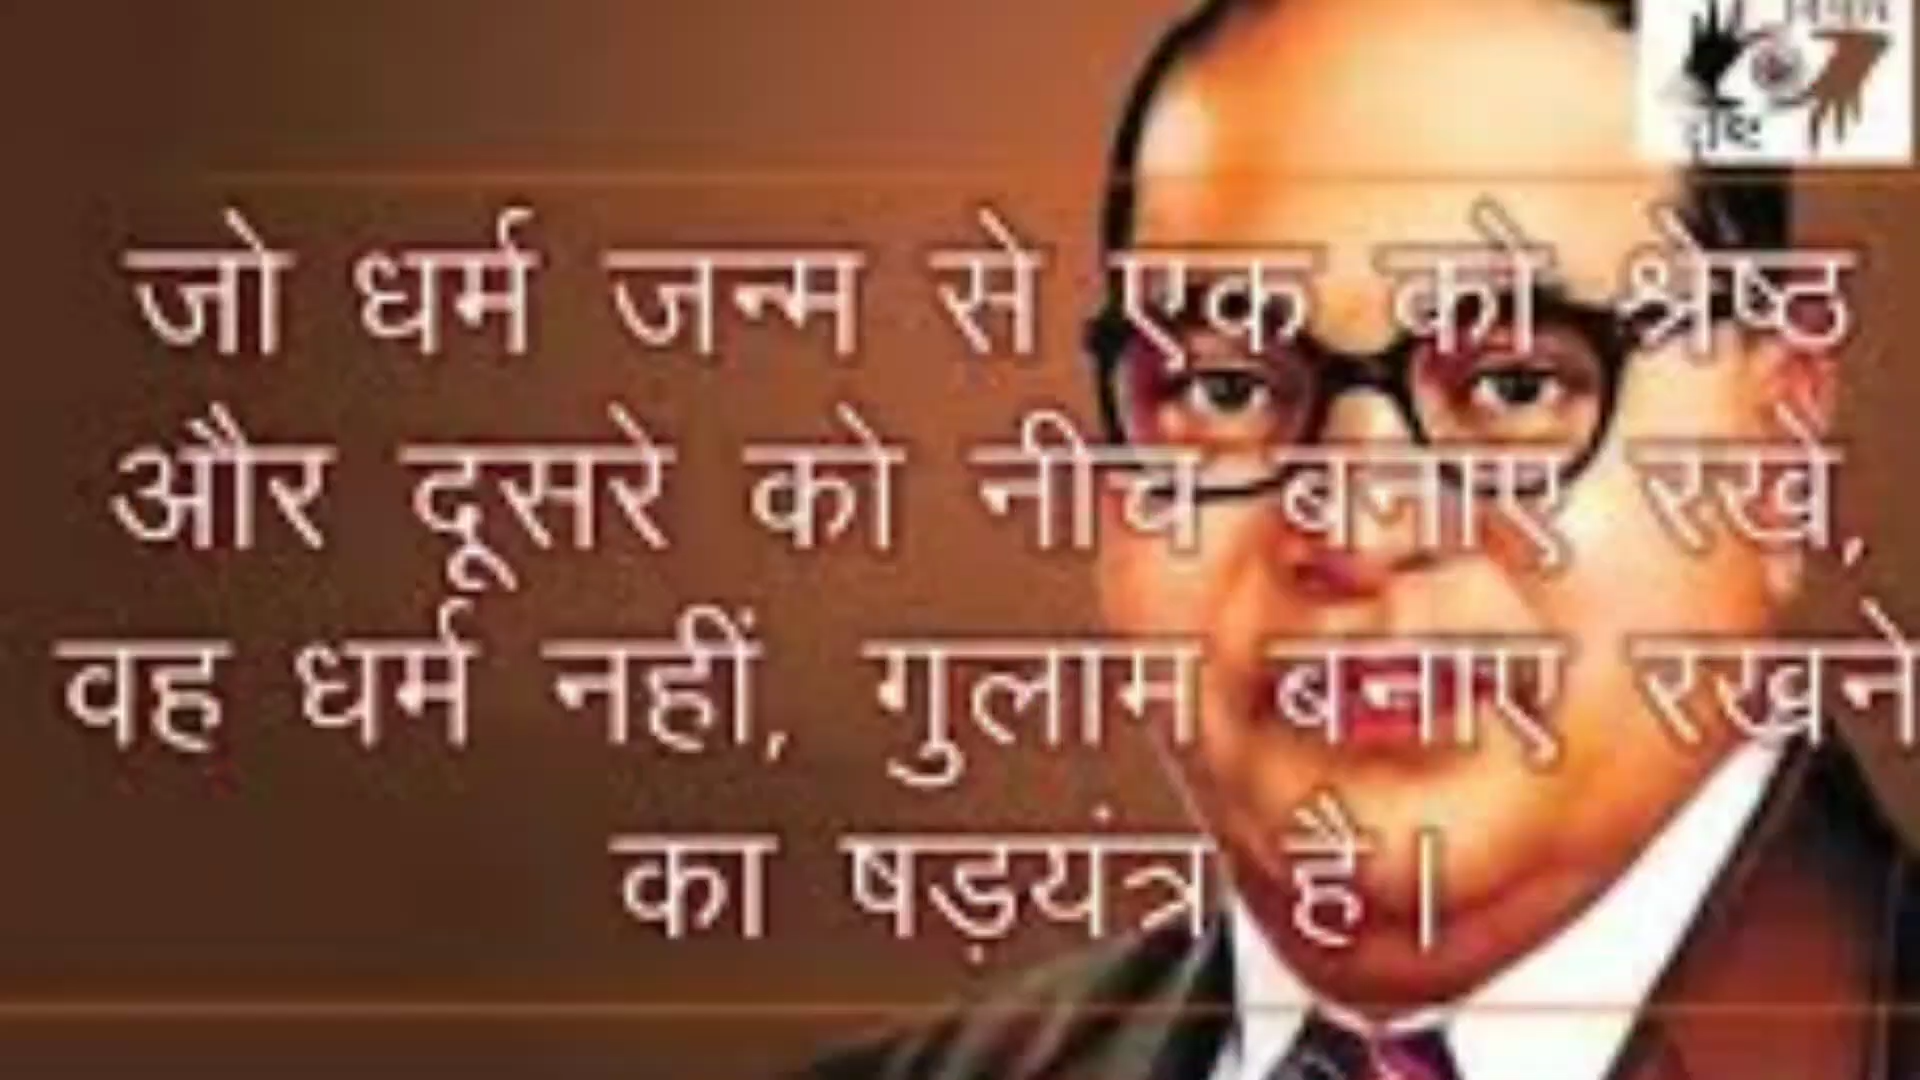 जो धर्म जन्म से एक को श्रेष्ठ
और दूसरे को नीच बनाए रखे,
वह धर्म नहीं, गुलाम बनाए रखने
का षड़यंत्र है।